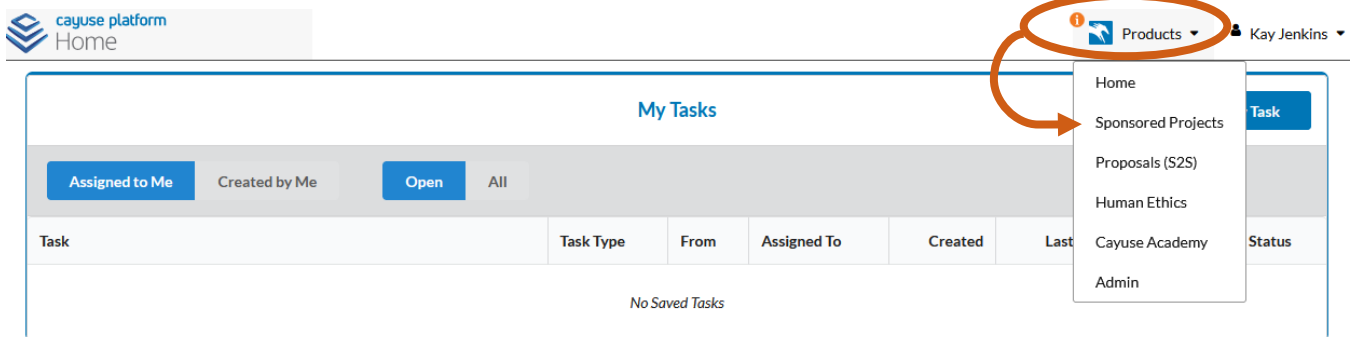 cayuse platform
Home
i
Products
Kay Jenkins
My Tasks
Task
Home
Sponsored Projects
Proposals (S2S)
Human Ethics
Cayuse Academy
Admin
Assigned to Me
Created by Me
Open
All
Task
Task Type
From
Assigned To
Created
Last
Status
No Saved Tasks